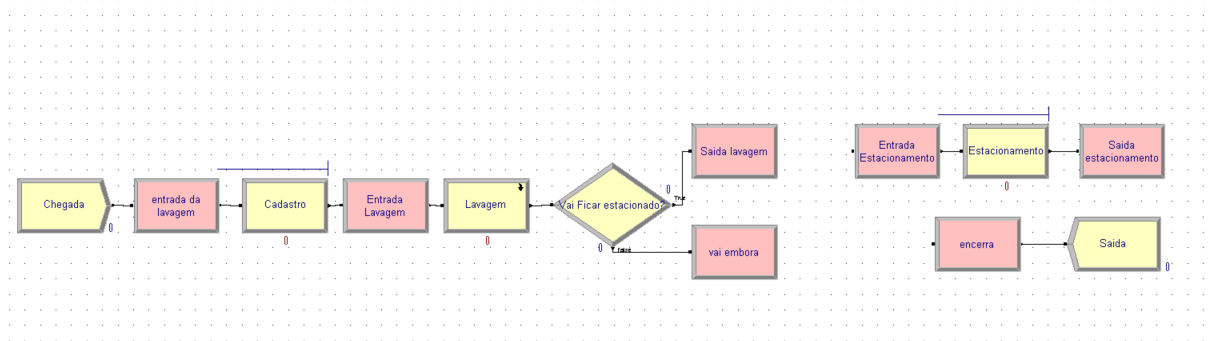 Chegada
0
entrada da
lavagem
Cadastro
0
Entrada
Lavagem
Lavagem
0
Vai Ficar estacionado?
0
True
0
False
Saida lavagem
vai embora
Entrada
Estacionamento
Estacionamento
0
Saida
estacionamento
encerra
Saida
0